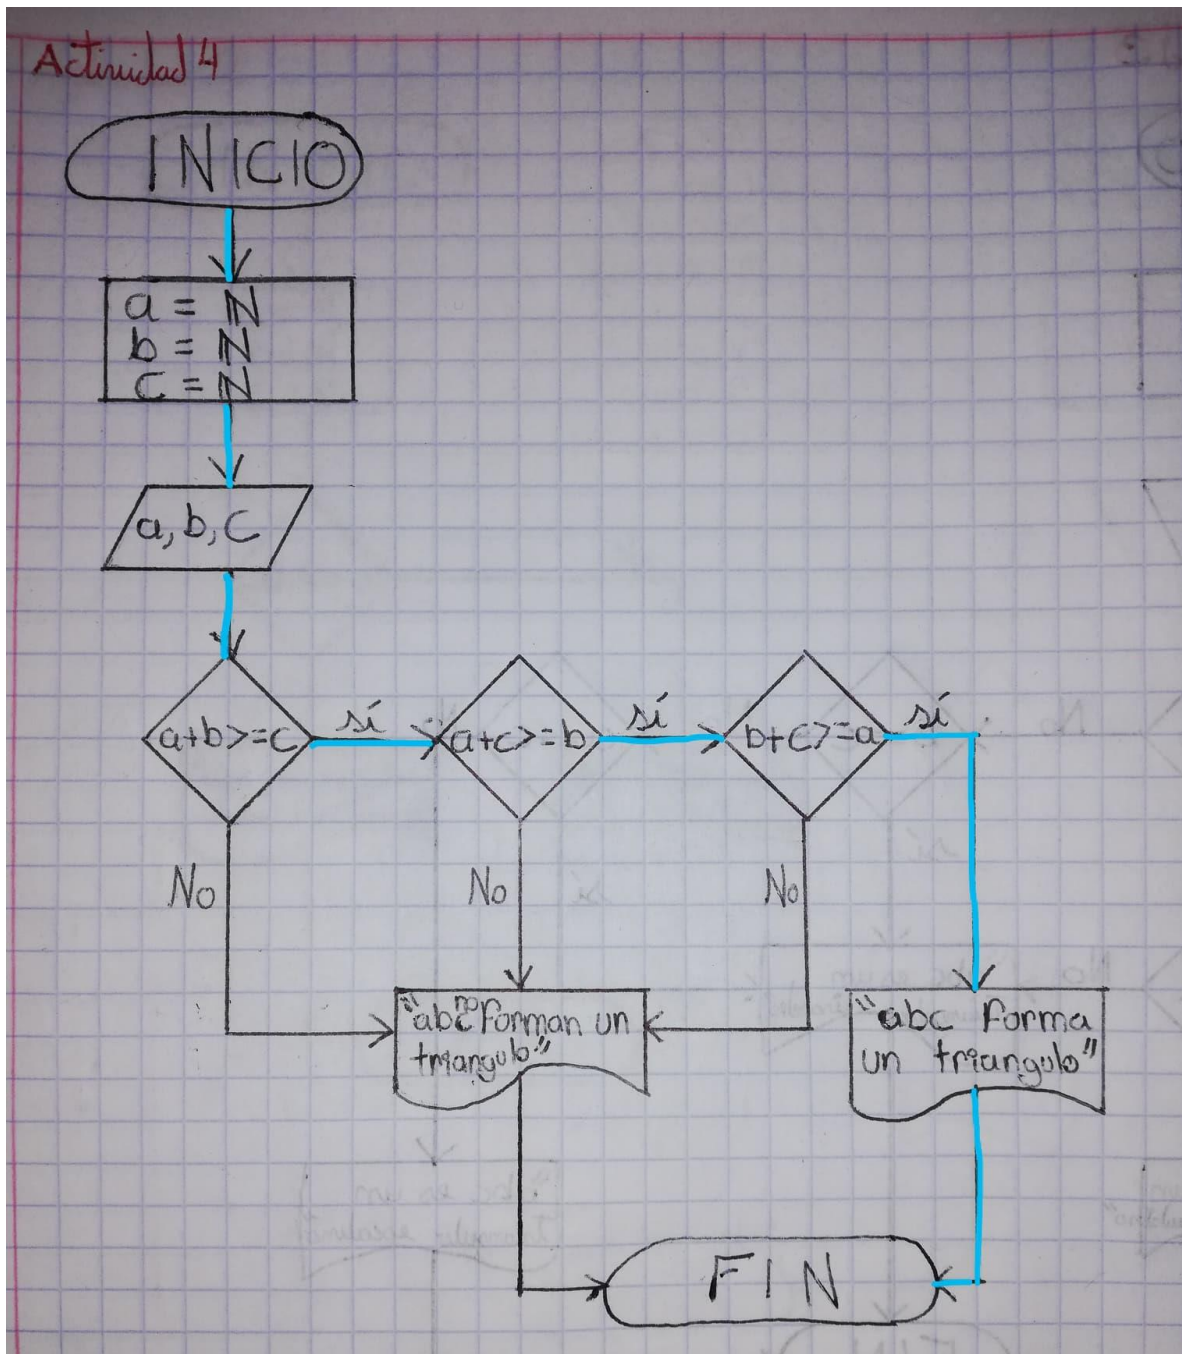 Actividad 4
INICIO
a = ℕ
b = ℕ
c = ℕ
a, b, c
a+b>=c
sí
a+c>=b
sí
b+c>=a
sí
No
No
No
"abc no forman un
triangulo"
"abc forma
un triangulo"
FIN